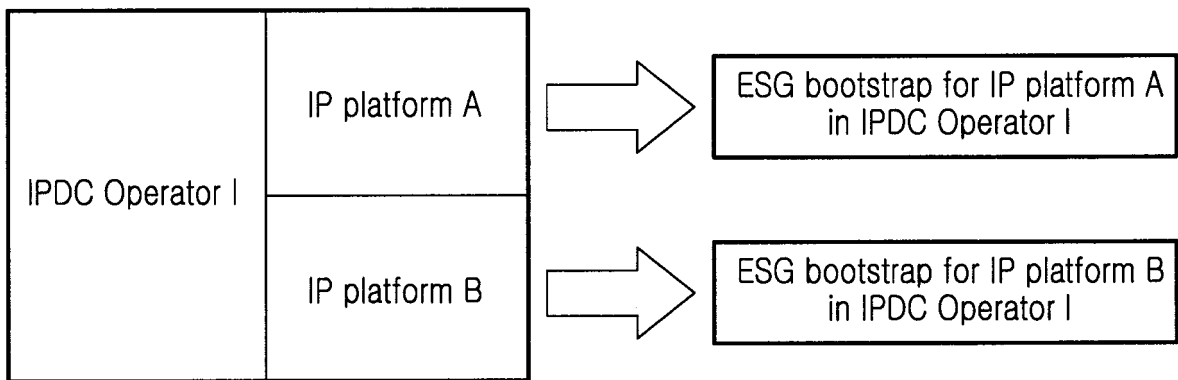 IPDC Operator I
IP platform A
ESG bootstrap for IP platform A
in IPDC Operator I
IP platform B
ESG bootstrap for IP platform B
in IPDC Operator I